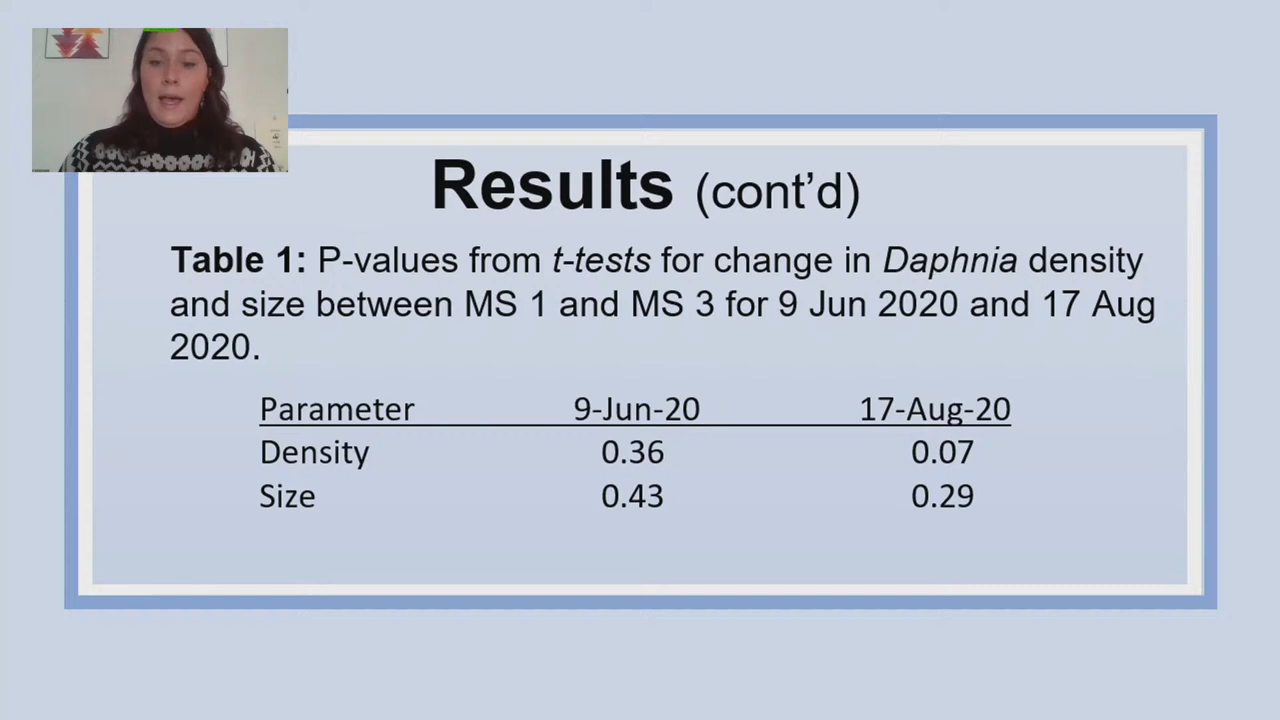 Results (cont’d)
Table 1: P-values from t-tests for change in Daphnia density
and size between MS 1 and MS 3 for 9 Jun 2020 and 17 Aug
2020.
Parameter 9-Jun-20 17-Aug-20
Density 0.36 0.07
Size 0.43 0.29